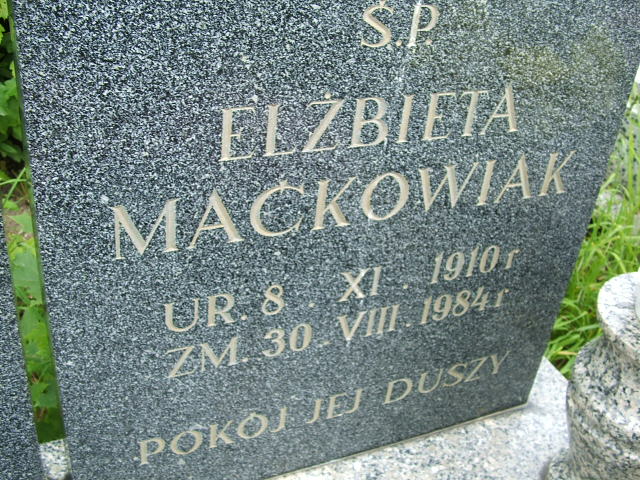 Ś.P.
ELŻBIETA
MAĆKOWIAK
UR. 8 . XI . 1910 r
ZM. 30 . VIII . 1984 r
POKÓJ JEJ DUSZY